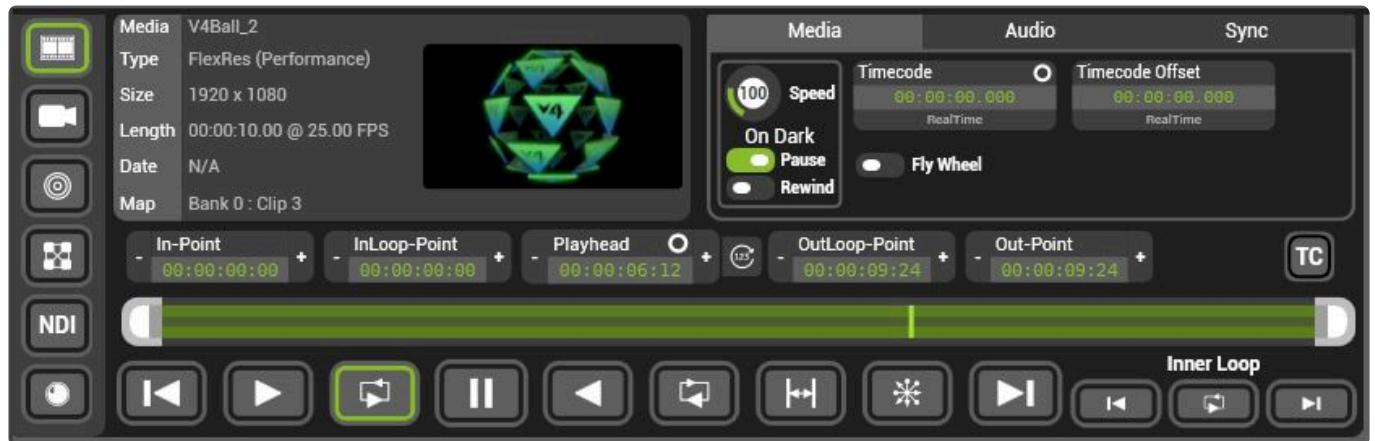 Media V4Ball_2
Type FlexRes (Performance)
Size 1920 x 1080
Length 00:00:10.00 @ 25.00 FPS
Date N/A
Map Bank 0 : Clip 3
V4
V4
V4
Media Audio Sync
100 Speed
On Dark
Pause
Rewind
Timecode
00:00:00.000
RealTime
Timecode Offset
00:00:00.000
RealTime
Fly Wheel
In-Point
- 00:00:00:00 +
InLoop-Point
- 00:00:00:00 +
Playhead
- 00:00:06:12 +
123
OutLoop-Point
- 00:00:09:24 +
Out-Point
- 00:00:09:24 +
TC
NDI
Inner Loop